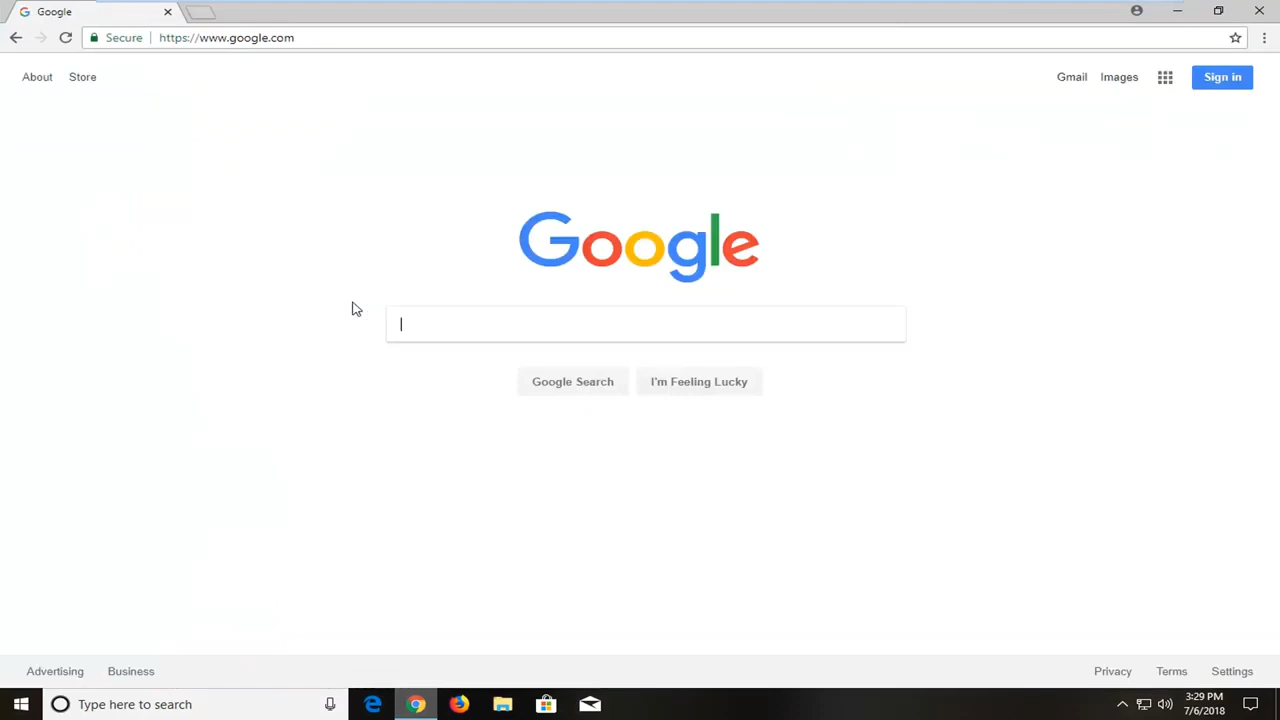 Google
Secure | https://www.google.com
About Store Gmail Images Sign in
Google
Google Search I'm Feeling Lucky
Advertising Business Privacy Terms Settings
Type here to search
3:29 PM
7/6/2018